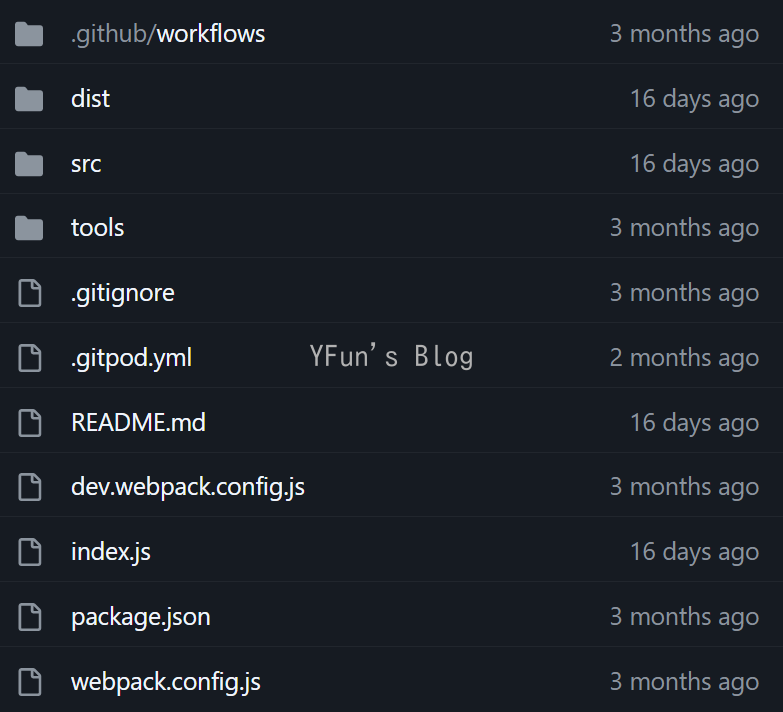 .github/workflows 3 months ago
dist 16 days ago
src 16 days ago
tools 3 months ago
.gitignore 3 months ago
.gitpod.yml YFun's Blog 2 months ago
README.md 16 days ago
dev.webpack.config.js 3 months ago
index.js 16 days ago
package.json 3 months ago
webpack.config.js 3 months ago